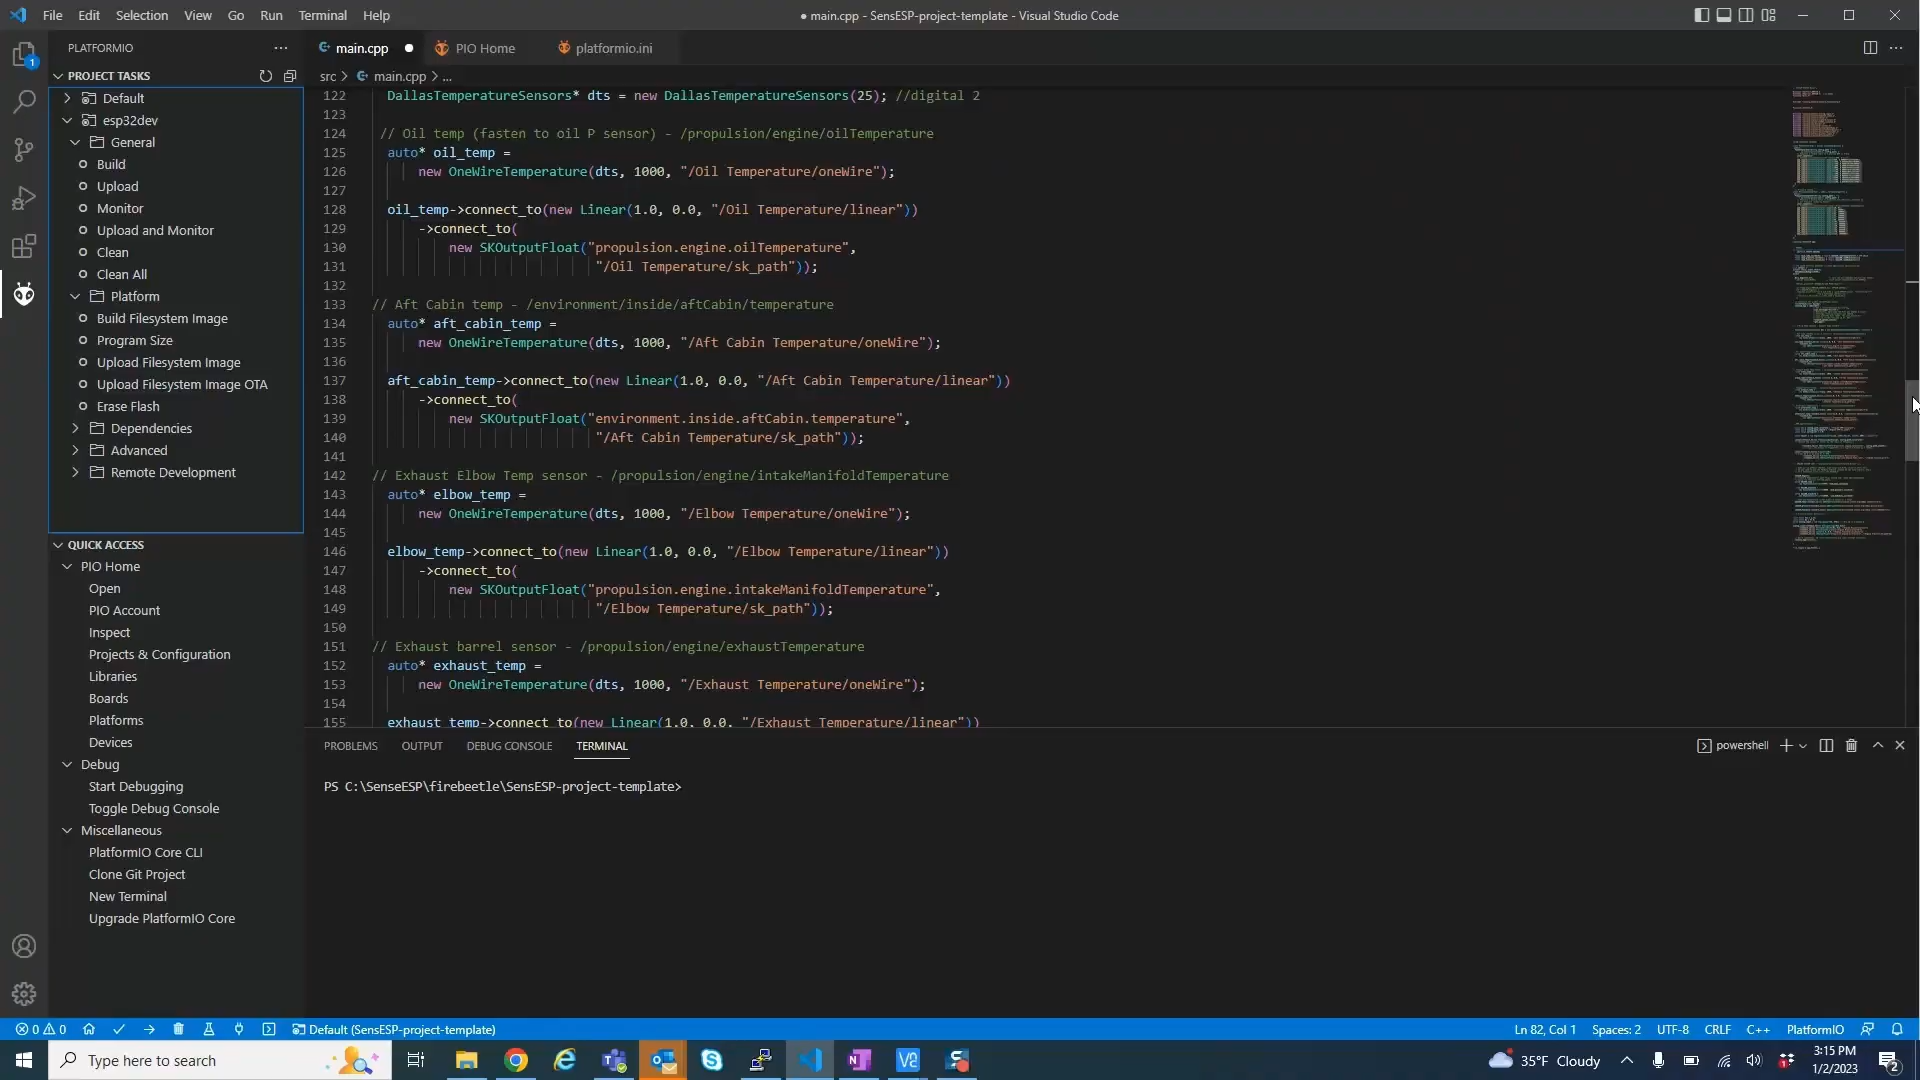 File Edit Selection View Go Run Terminal Help
● main.cpp - SensESP-project-template - Visual Studio Code
PLATFORMIO
main.cpp
PIO Home
platformio.ini
1
PROJECT TASKS
src > main.cpp > ...
Default
esp32dev
General
Build
Upload
Monitor
Upload and Monitor
Clean
Clean All
Platform
Build Filesystem Image
Program Size
Upload Filesystem Image
Upload Filesystem Image OTA
Erase Flash
Dependencies
Advanced
Remote Development
QUICK ACCESS
PIO Home
Open
PIO Account
Inspect
Projects & Configuration
Libraries
Boards
Platforms
Devices
Debug
Start Debugging
Toggle Debug Console
Miscellaneous
PlatformIO Core CLI
Clone Git Project
New Terminal
Upgrade PlatformIO Core
122 DallasTemperatureSensors* dts = new DallasTemperatureSensors(25); //digital 2
123
124 // Oil temp (fasten to oil P sensor) - /propulsion/engine/oilTemperature
125 auto* oil_temp =
126 new OneWireTemperature(dts, 1000, "/Oil Temperature/oneWire");
127
128 oil_temp->connect_to(new Linear(1.0, 0.0, "/Oil Temperature/linear"))
129 ->connect_to(
130 new SKOutputFloat("propulsion.engine.oilTemperature",
131 "/Oil Temperature/sk_path"));
132
133 // Aft Cabin temp - /environment/inside/aftCabin/temperature
134 auto* aft_cabin_temp =
135 new OneWireTemperature(dts, 1000, "/Aft Cabin Temperature/oneWire");
136
137 aft_cabin_temp->connect_to(new Linear(1.0, 0.0, "/Aft Cabin Temperature/linear"))
138 ->connect_to(
139 new SKOutputFloat("environment.inside.aftCabin.temperature",
140 "/Aft Cabin Temperature/sk_path"));
141
142 // Exhaust Elbow Temp sensor - /propulsion/engine/intakeManifoldTemperature
143 auto* elbow_temp =
144 new OneWireTemperature(dts, 1000, "/Elbow Temperature/oneWire");
145
146 elbow_temp->connect_to(new Linear(1.0, 0.0, "/Elbow Temperature/linear"))
147 ->connect_to(
148 new SKOutputFloat("propulsion.engine.intakeManifoldTemperature",
149 "/Elbow Temperature/sk_path"));
150
151 // Exhaust barrel sensor - /propulsion/engine/exhaustTemperature
152 auto* exhaust_temp =
153 new OneWireTemperature(dts, 1000, "/Exhaust Temperature/oneWire");
154
155 exhaust_temp->connect_to(new Linear(1.0, 0.0, "/Exhaust Temperature/linear"))
PROBLEMS OUTPUT DEBUG CONSOLE TERMINAL
powershell
PS C:\SenseESP\firebeetle\SensESP-project-template>
0 0
Default (SensESP-project-template)
Ln 82, Col 1 Spaces: 2 UTF-8 CRLF C++ PlatformIO
Type here to search
35°F Cloudy
3:15 PM
1/2/2023
2